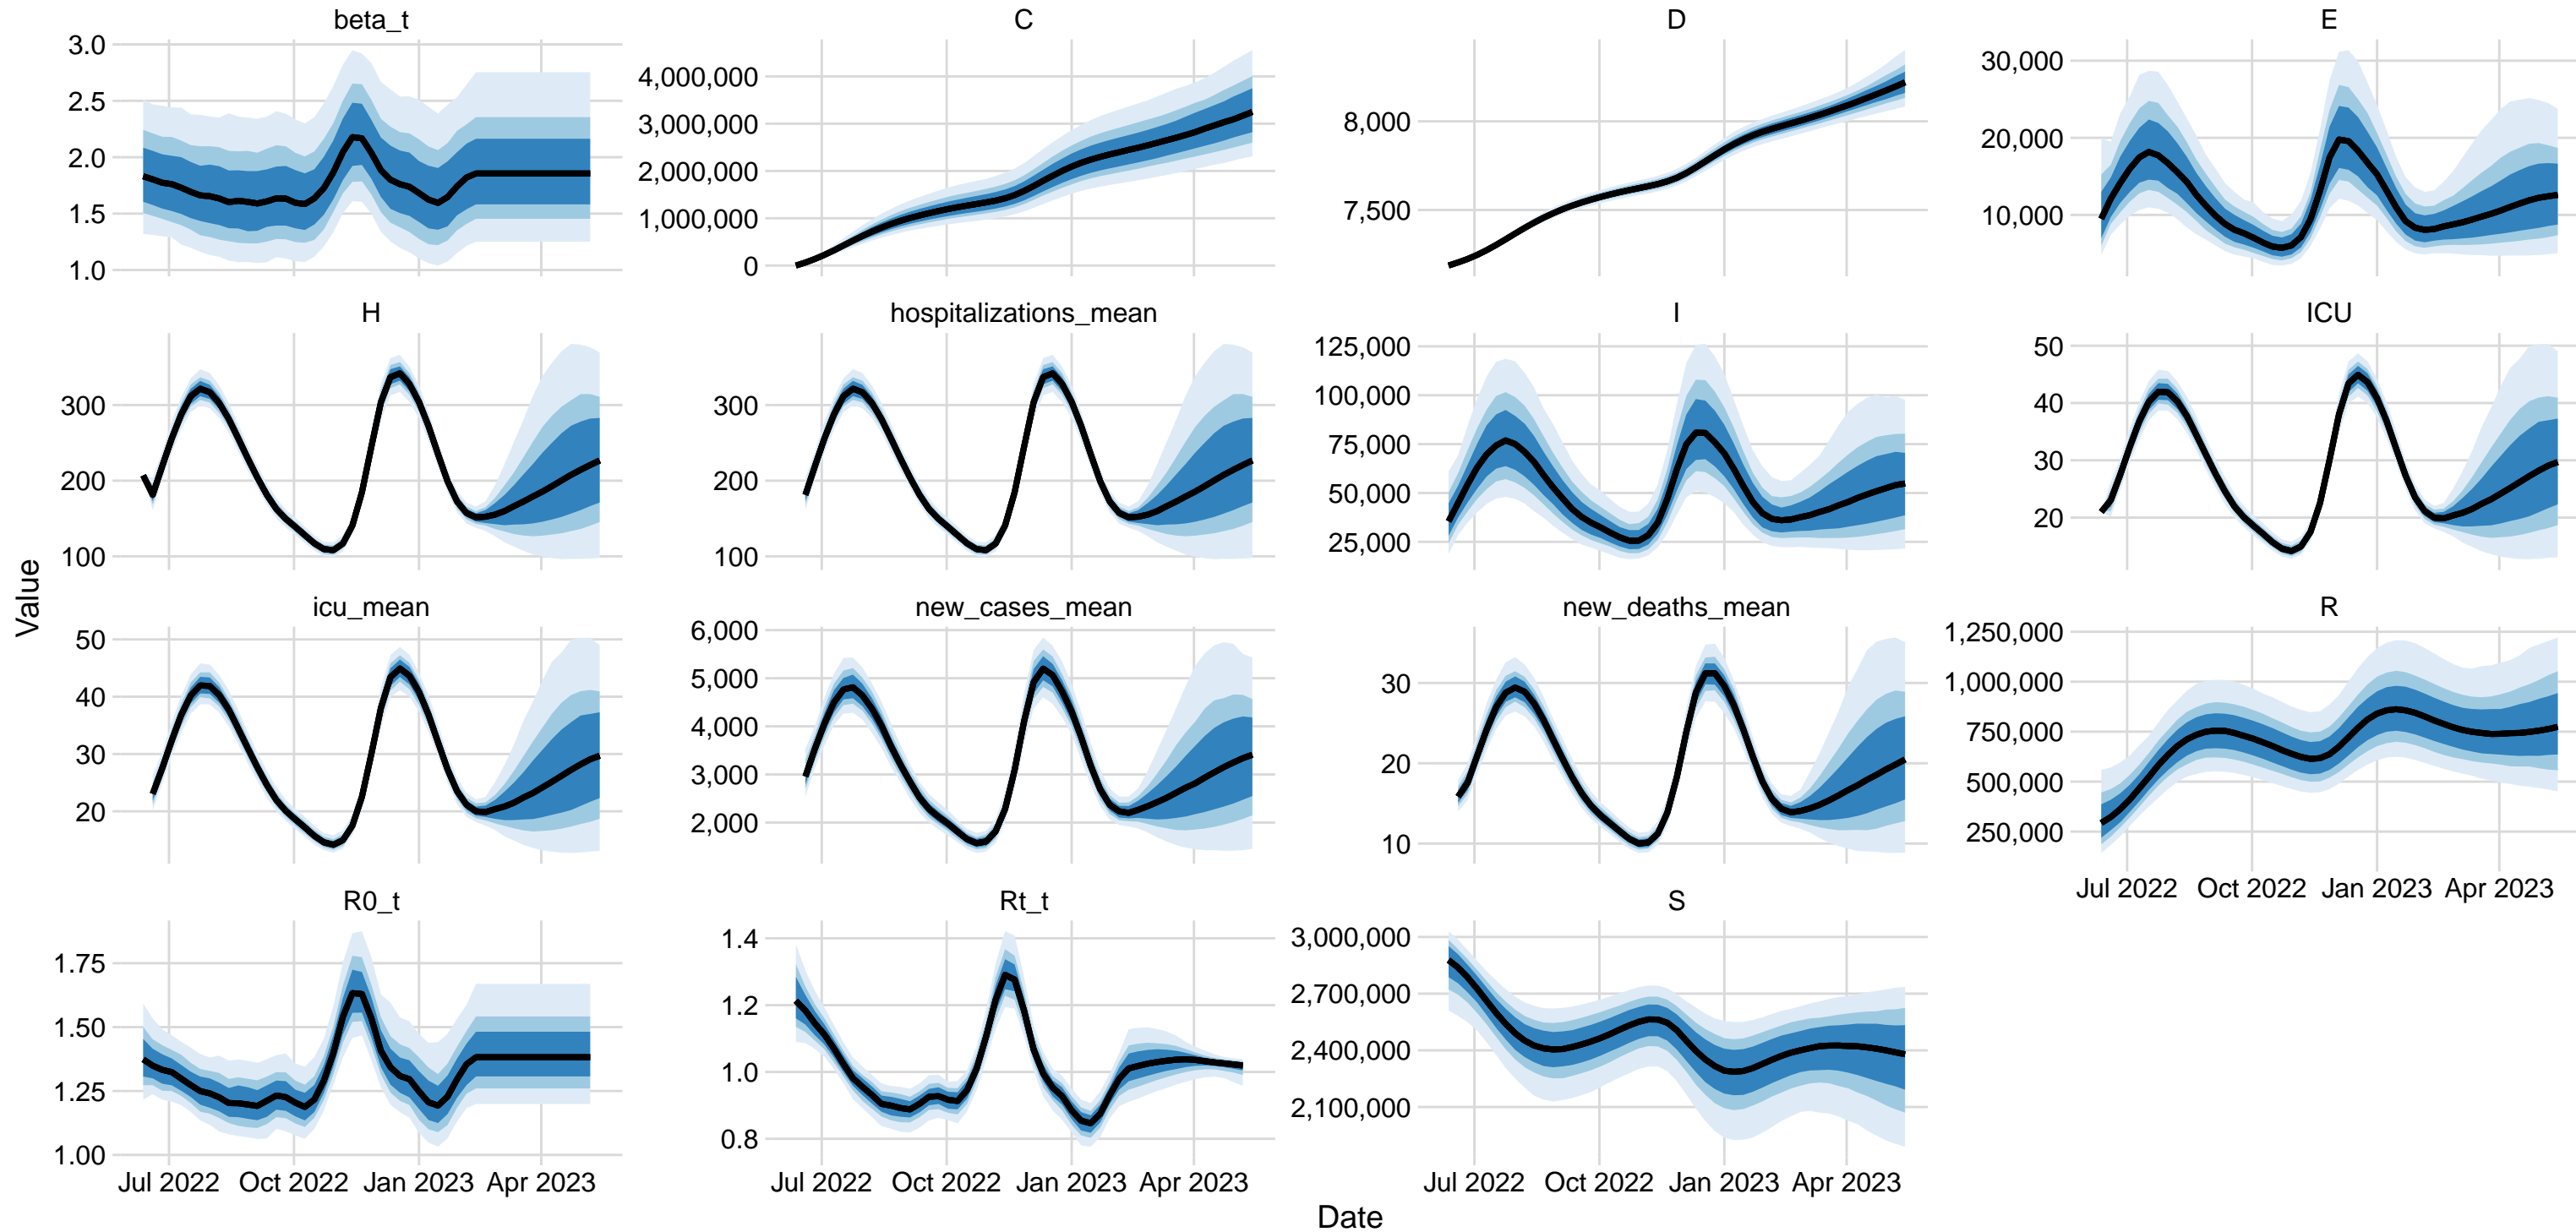 beta_t
3.0
2.5
2.0
1.5
1.0
C
4,000,000
3,000,000
2,000,000
1,000,000
0
D
8,000
7,500
E
30,000
20,000
10,000
H
300
200
100
hospitalizations_mean
300
200
100
I
125,000
100,000
75,000
50,000
25,000
ICU
50
40
30
20
Value
icu_mean
50
40
30
20
new_cases_mean
6,000
5,000
4,000
3,000
2,000
new_deaths_mean
30
20
10
R
1,250,000
1,000,000
750,000
500,000
250,000
Jul 2022 Oct 2022 Jan 2023 Apr 2023
R0_t
1.75
1.50
1.25
1.00
Jul 2022 Oct 2022 Jan 2023 Apr 2023
Rt_t
1.4
1.2
1.0
0.8
Jul 2022 Oct 2022 Jan 2023 Apr 2023
S
3,000,000
2,700,000
2,400,000
2,100,000
Jul 2022 Oct 2022 Jan 2023 Apr 2023
Date